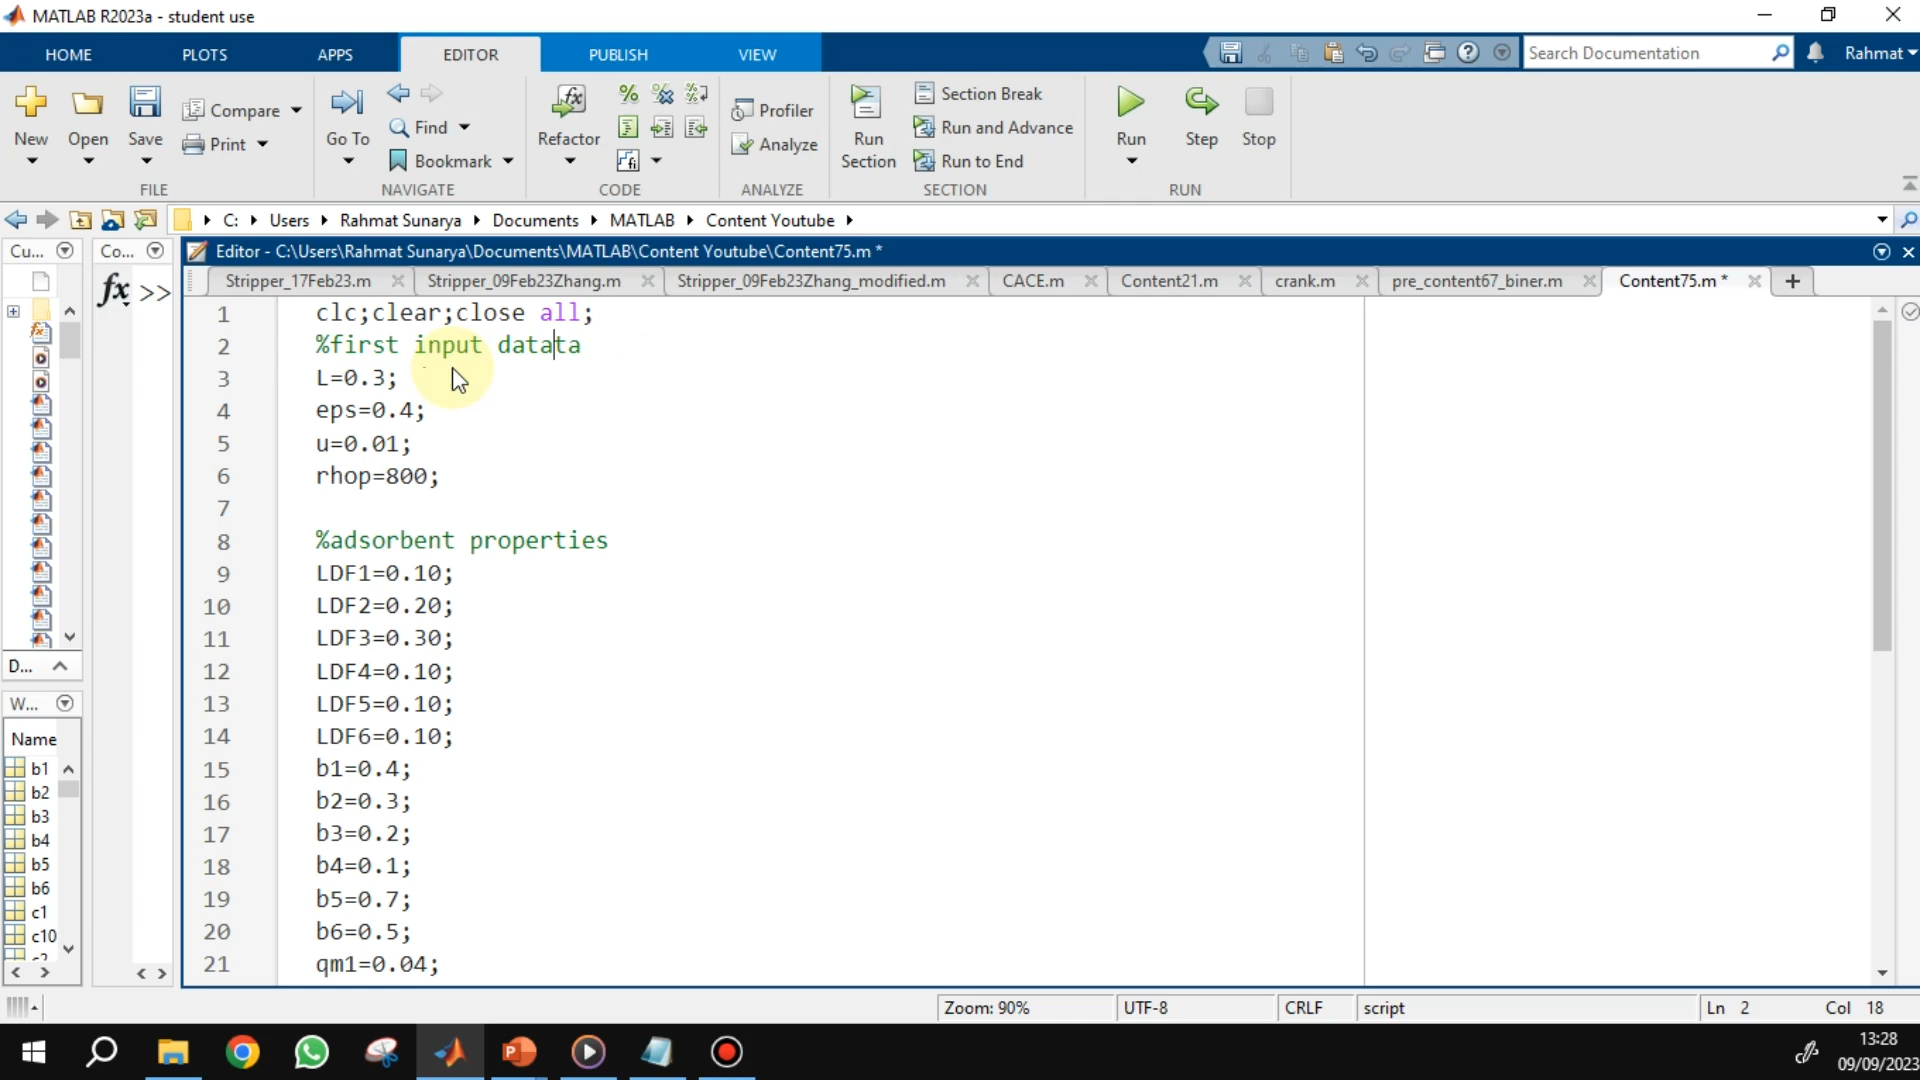 MATLAB R2023a - student use
HOME PLOTS APPS EDITOR PUBLISH VIEW Search Documentation Rahmat
New Open Save Compare Print Go To Find Bookmark Refactor Profiler Analyze Run Section Section Break Run and Advance Run to End Run Step Stop
FILE NAVIGATE CODE ANALYZE SECTION RUN
C: Users Rahmat Sunarya Documents MATLAB Content Youtube
Cu... Co... Editor - C:\Users\Rahmat Sunarya\Documents\MATLAB\Content Youtube\Content75.m *
Stripper_17Feb23.m Stripper_09Feb23Zhang.m Stripper_09Feb23Zhang_modified.m CACE.m Content21.m crank.m pre_content67_biner.m Content75.m * +
fx >>
1 clc;clear;close all;
2 %first input datata
3 L=0.3;
4 eps=0.4;
5 u=0.01;
6 rhop=800;
7
8 %adsorbent properties
9 LDF1=0.10;
10 LDF2=0.20;
11 LDF3=0.30;
12 LDF4=0.10;
13 LDF5=0.10;
14 LDF6=0.10;
15 b1=0.4;
16 b2=0.3;
17 b3=0.2;
18 b4=0.1;
19 b5=0.7;
20 b6=0.5;
21 qm1=0.04;
D...
W...
Name
b1
b2
b3
b4
b5
b6
c1
c10
Zoom: 90% UTF-8 CRLF script Ln 2 Col 18
13:28
09/09/2023